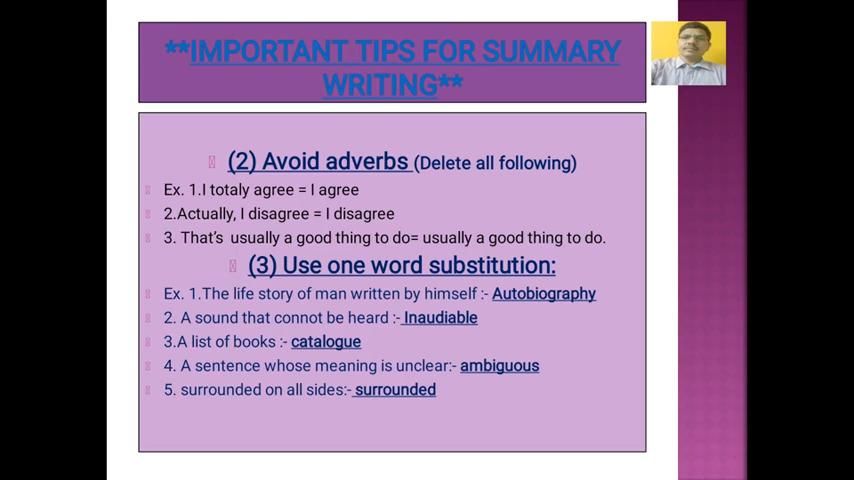 **IMPORTANT TIPS FOR SUMMARY
WRITING**
(2) Avoid adverbs (Delete all following)
Ex. 1.I totaly agree = I agree
2.Actually, I disagree = I disagree
3. That's usually a good thing to do= usually a good thing to do.
(3) Use one word substitution:
Ex. 1.The life story of man written by himself :- Autobiography
2. A sound that connot be heard :- Inaudiable
3.A list of books :- catalogue
4. A sentence whose meaning is unclear:- ambiguous
5. surrounded on all sides:- surrounded